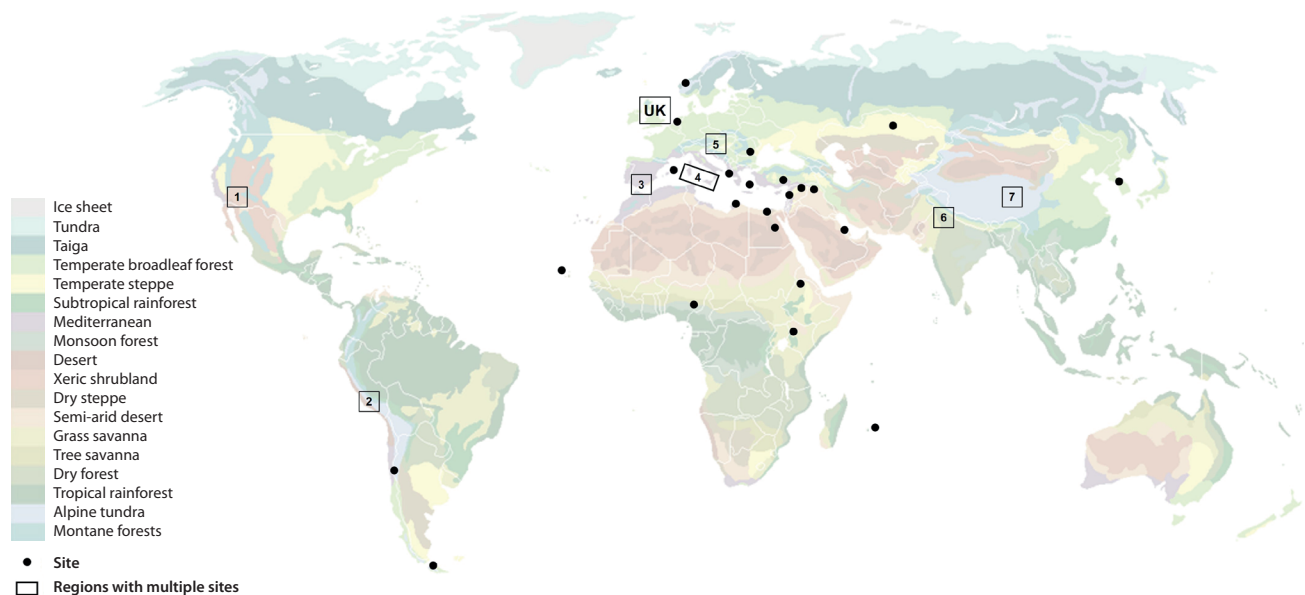 UK
5
4
3
1
7
6
2
Ice sheet
Tundra
Taiga
Temperate broadleaf forest
Temperate steppe
Subtropical rainforest
Mediterranean
Monsoon forest
Desert
Xeric shrubland
Dry steppe
Semi-arid desert
Grass savanna
Tree savanna
Dry forest
Tropical rainforest
Alpine tundra
Montane forests
Site
Regions with multiple sites